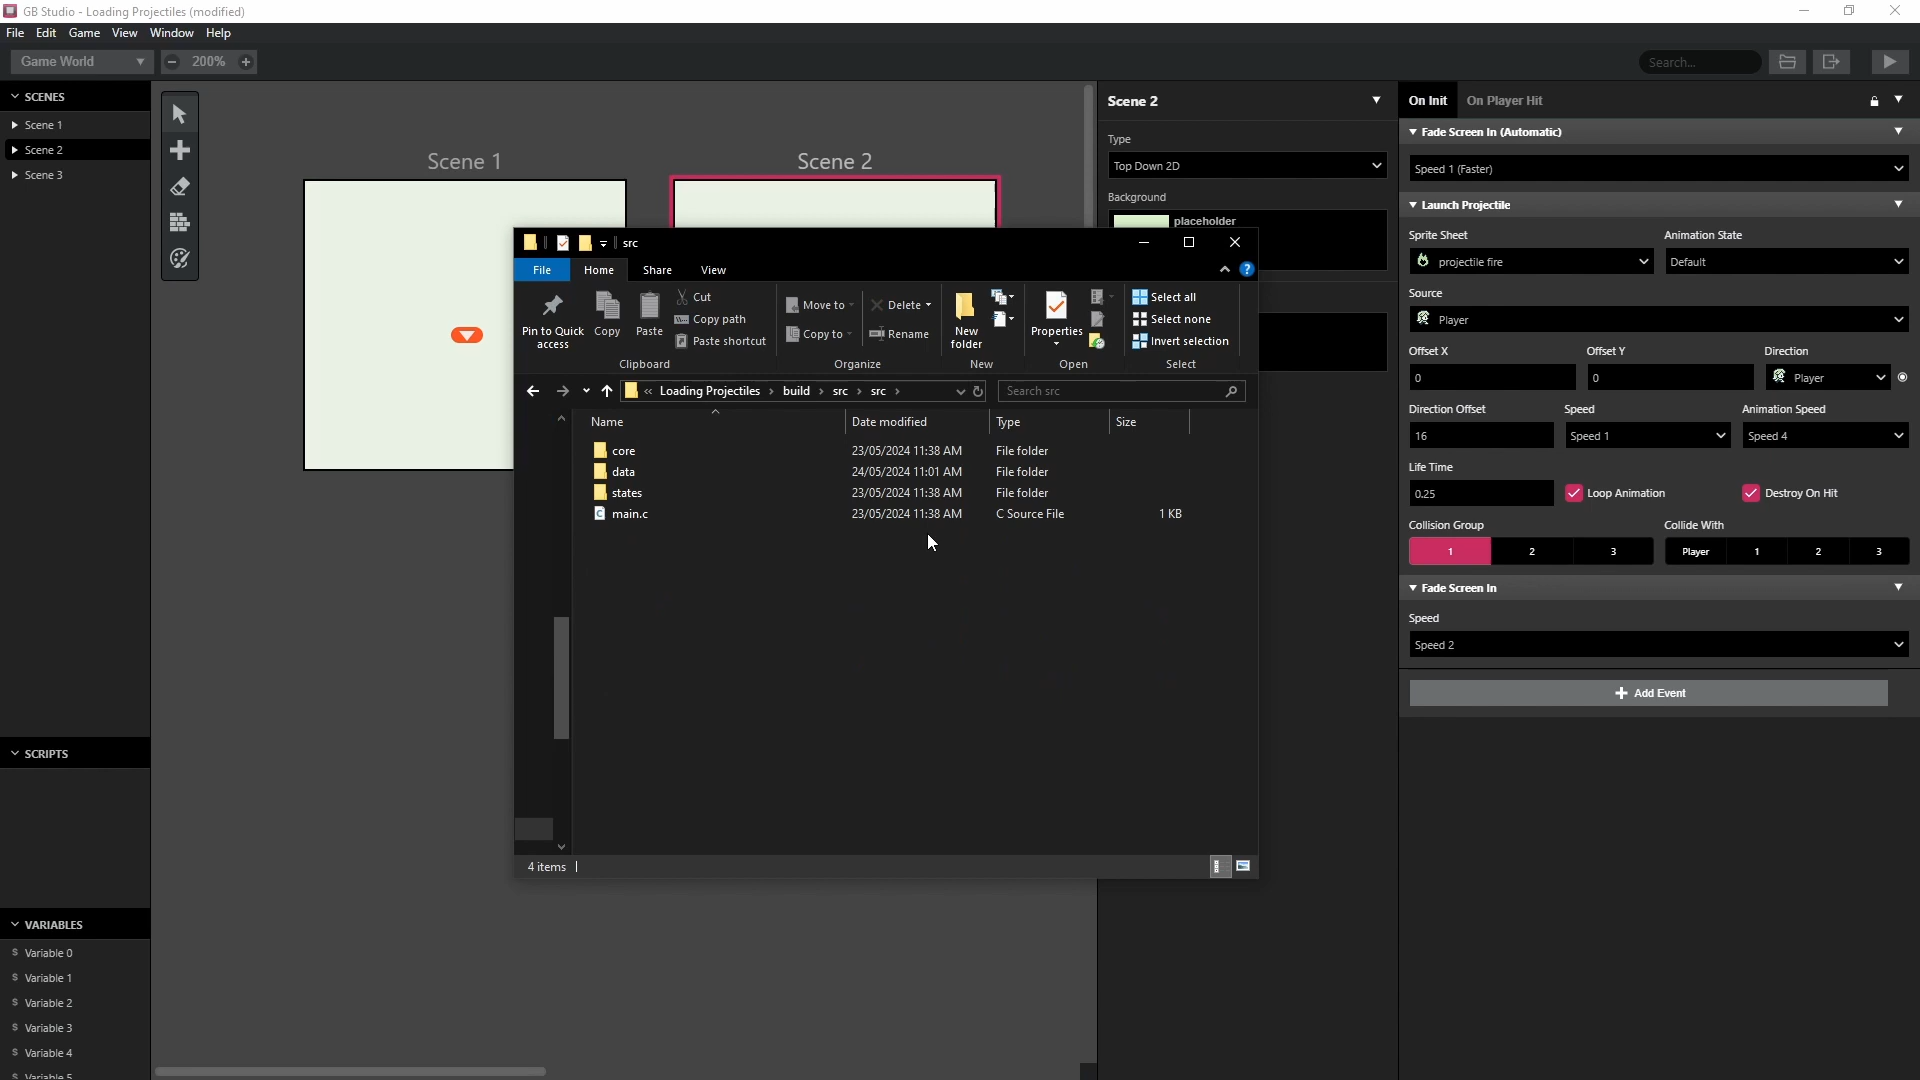 GB Studio - Loading Projectiles (modified)
File Edit Game View Window Help
Game World
200%
Search...
SCENES
Scene 1
Scene 2
Scene 3
SCRIPTS
VARIABLES
$ Variable 0
$ Variable 1
$ Variable 2
$ Variable 3
$ Variable 4
$ Variable 5
Scene 1
Scene 2
src
File Home Share View
Pin to Quick access
Copy
Paste
Cut
Copy path
Paste shortcut
Clipboard
Move to
Copy to
Delete
Rename
Organize
New folder
New
Properties
Open
Select all
Select none
Invert selection
Select
« Loading Projectiles > build > src > src >
Search src
Name Date modified Type Size
core 23/05/2024 11:38 AM File folder
data 24/05/2024 11:01 AM File folder
states 23/05/2024 11:38 AM File folder
main.c 23/05/2024 11:38 AM C Source File 1 KB
4 items
Scene 2
Type
Top Down 2D
Background
placeholder
On Init On Player Hit
Fade Screen In (Automatic)
Speed 1 (Faster)
Launch Projectile
Sprite Sheet Animation State
projectile fire Default
Source
Player
Offset X Offset Y Direction
0 0 Player
Direction Offset Speed Animation Speed
16 Speed 1 Speed 4
Life Time
0.25 Loop Animation Destroy On Hit
Collision Group Collide With
1 2 3 Player 1 2 3
Fade Screen In
Speed
Speed 2
Add Event